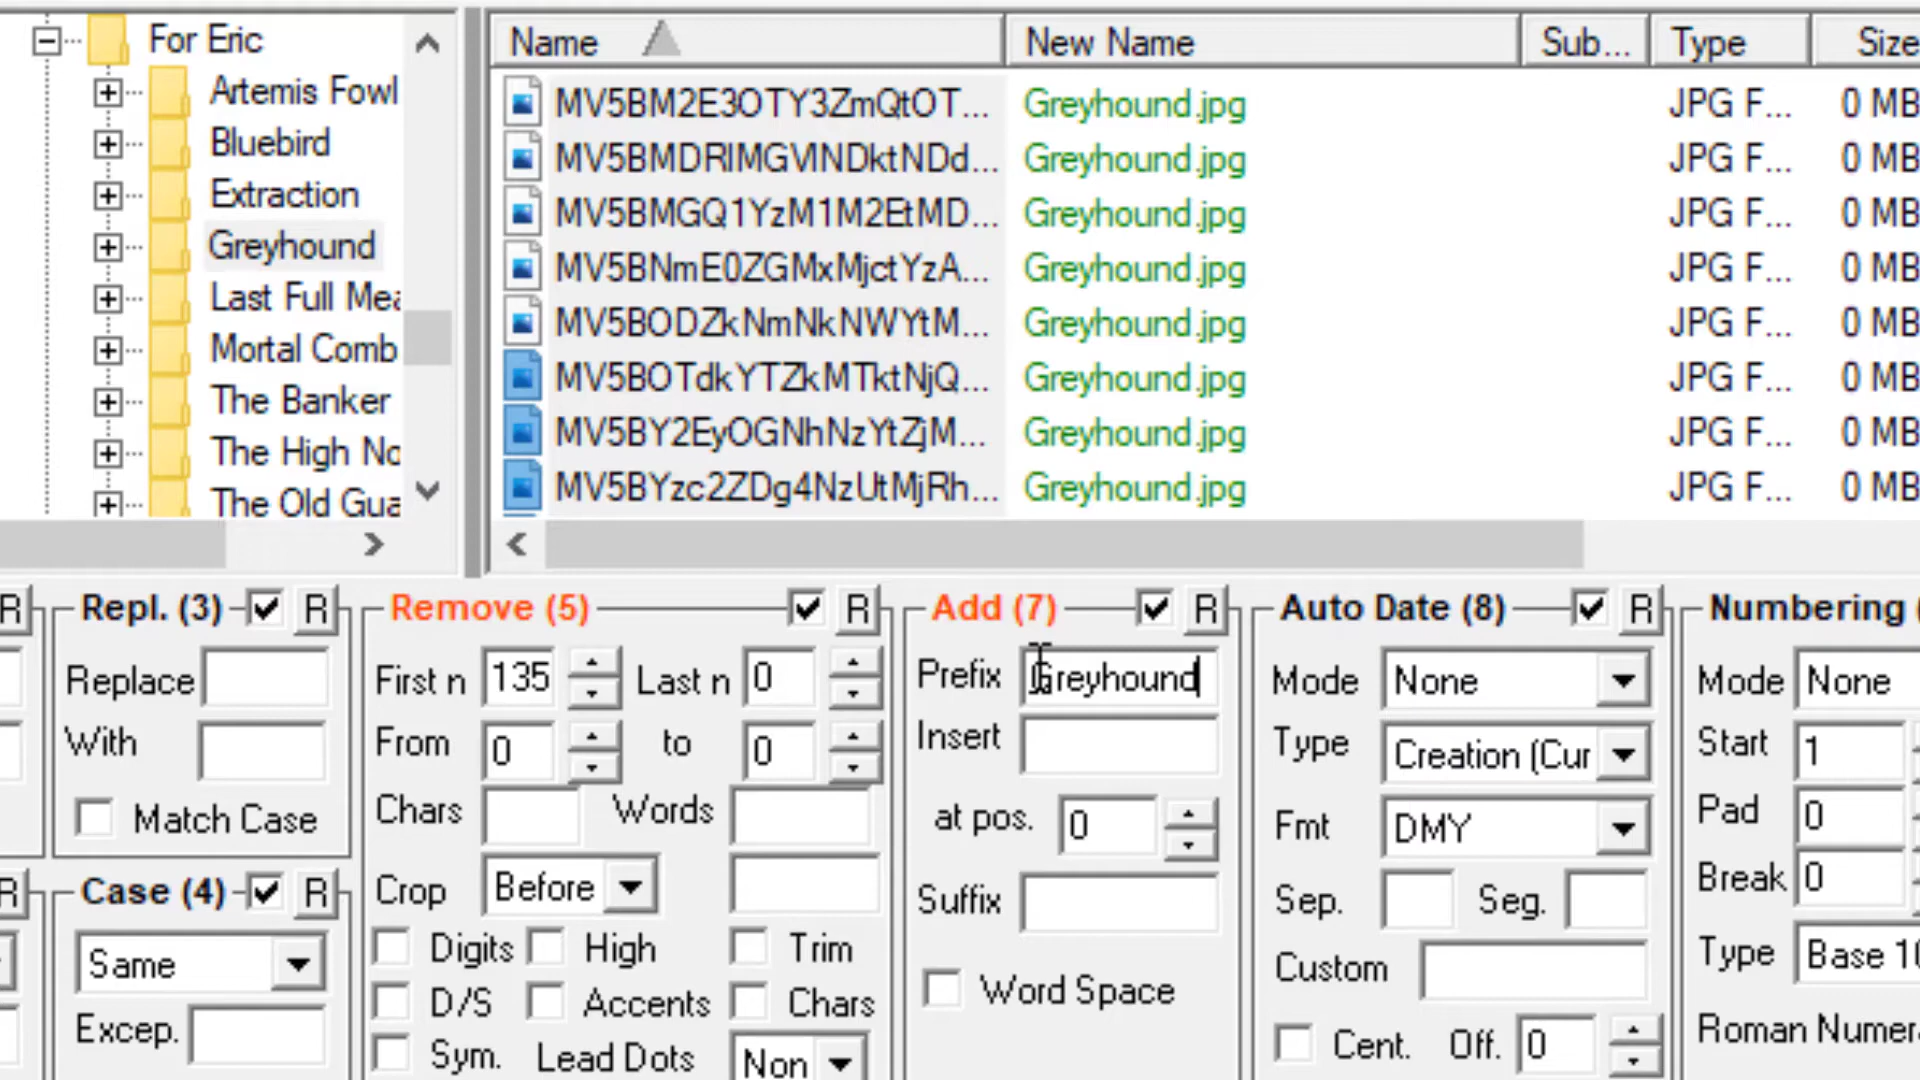 For Eric
Artemis Fowl
Bluebird
Extraction
Greyhound
Last Full Mea
Mortal Comb
The Banker
The High No
The Old Gua
Name New Name Sub... Type Size
MV5BM2E3OTY3ZmQtOT... Greyhound.jpg JPG F... 0 MB
MV5BMDRlMGVlNDktNDd... Greyhound.jpg JPG F... 0 MB
MV5BMGQ1YzM1M2EtMD... Greyhound.jpg JPG F... 0 MB
MV5BNmE0ZGMxMjctYzA... Greyhound.jpg JPG F... 0 MB
MV5BODZkNmNkNWYtM... Greyhound.jpg JPG F... 0 MB
MV5BOTdkYTZkMTktNjQ... Greyhound.jpg JPG F... 0 MB
MV5BY2EyOGNhNzYtZjM... Greyhound.jpg JPG F... 0 MB
MV5BYzc2ZDg4NzUtMjRh... Greyhound.jpg JPG F... 0 MB
R
Repl. (3) R
Replace
With
Match Case
R
Case (4) R
Same
Excep.
Remove (5) R
First n 135 Last n 0
From 0 to 0
Chars Words
Crop Before
Digits High Trim
D/S Accents Chars
Sym. Lead Dots Non
Add (7) R
Prefix Greyhound
Insert
at pos. 0
Suffix
Word Space
Auto Date (8) R
Mode None
Type Creation (Cur
Fmt DMY
Sep. Seg.
Custom
Cent. Off. 0
Numbering (
Mode None
Start 1
Pad 0
Break 0
Type Base 10
Roman Numera